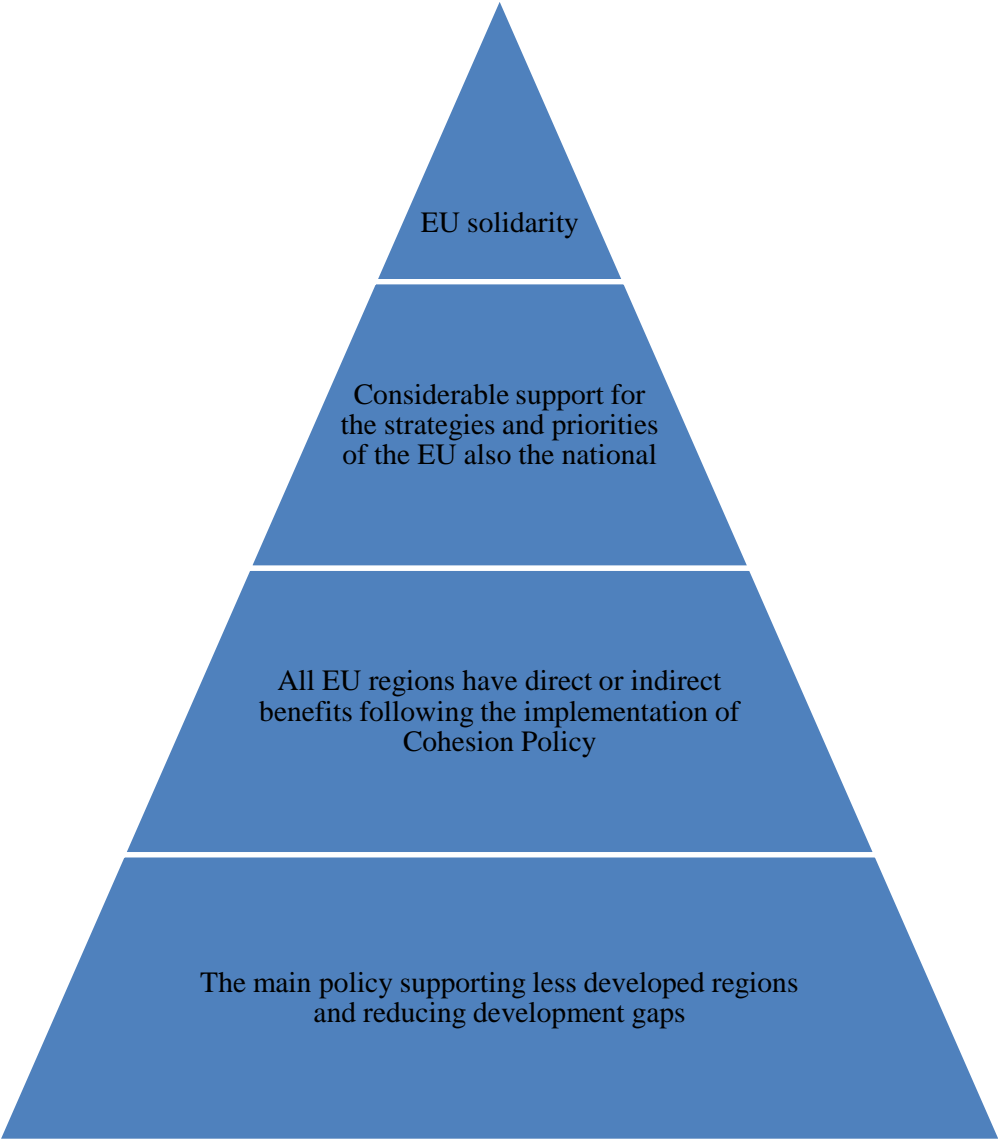 EU solidarity
Considerable support for
the strategies and priorities
of the EU also the national
All EU regions have direct or indirect
benefits following the implementation of
Cohesion Policy
The main policy supporting less developed regions
and reducing development gaps